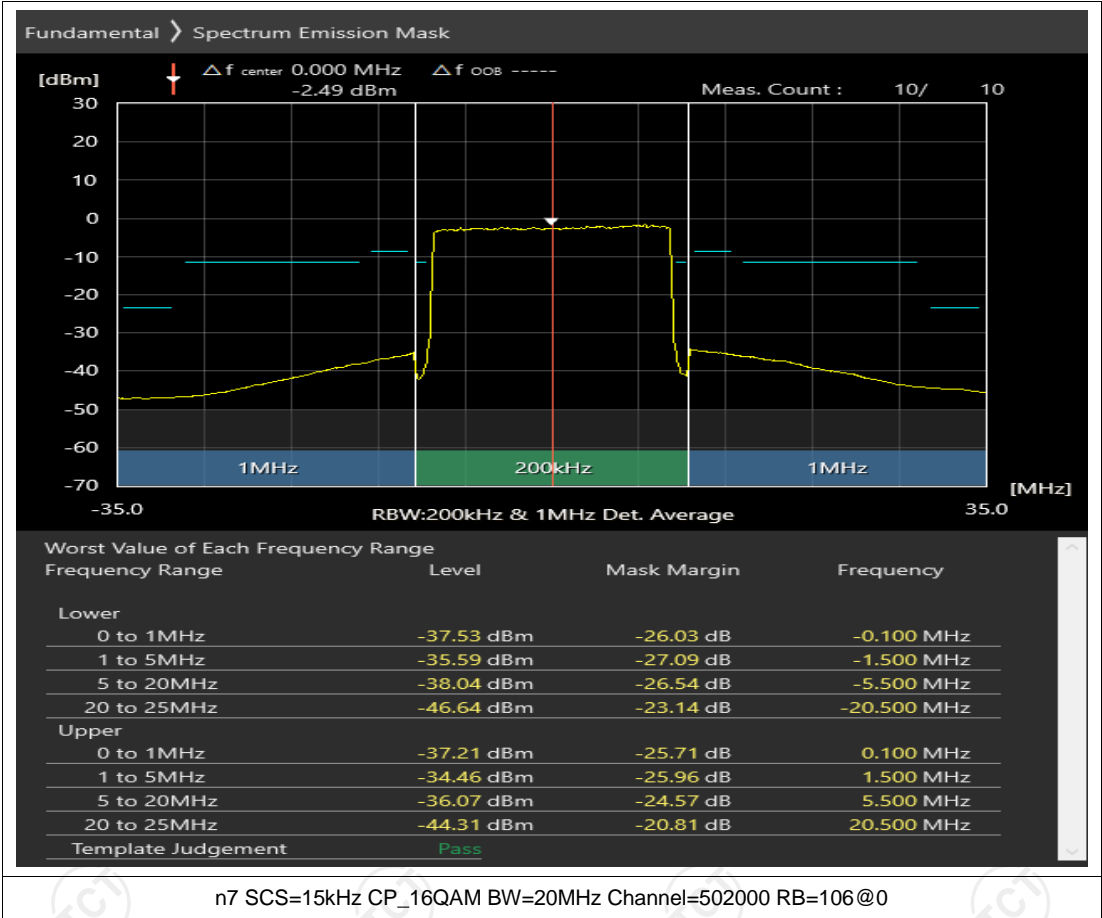 Fundamental ❯ Spectrum Emission Mask
[dBm] △f center 0.000 MHz △f OOB -----
-2.49 dBm Meas. Count : 10/ 10
30
20
10
0
-10
-20
-30
-40
-50
-60
-70
1MHz 200kHz 1MHz
[MHz]
-35.0 RBW:200kHz & 1MHz Det. Average 35.0
Worst Value of Each Frequency Range
Frequency Range Level Mask Margin Frequency
Lower
0 to 1MHz -37.53 dBm -26.03 dB -0.100 MHz
1 to 5MHz -35.59 dBm -27.09 dB -1.500 MHz
5 to 20MHz -38.04 dBm -26.54 dB -5.500 MHz
20 to 25MHz -46.64 dBm -23.14 dB -20.500 MHz
Upper
0 to 1MHz -37.21 dBm -25.71 dB 0.100 MHz
1 to 5MHz -34.46 dBm -25.96 dB 1.500 MHz
5 to 20MHz -36.07 dBm -24.57 dB 5.500 MHz
20 to 25MHz -44.31 dBm -20.81 dB 20.500 MHz
Template Judgement Pass
n7 SCS=15kHz CP_16QAM BW=20MHz Channel=502000 RB=106@0
TCT TCT TCT TCT